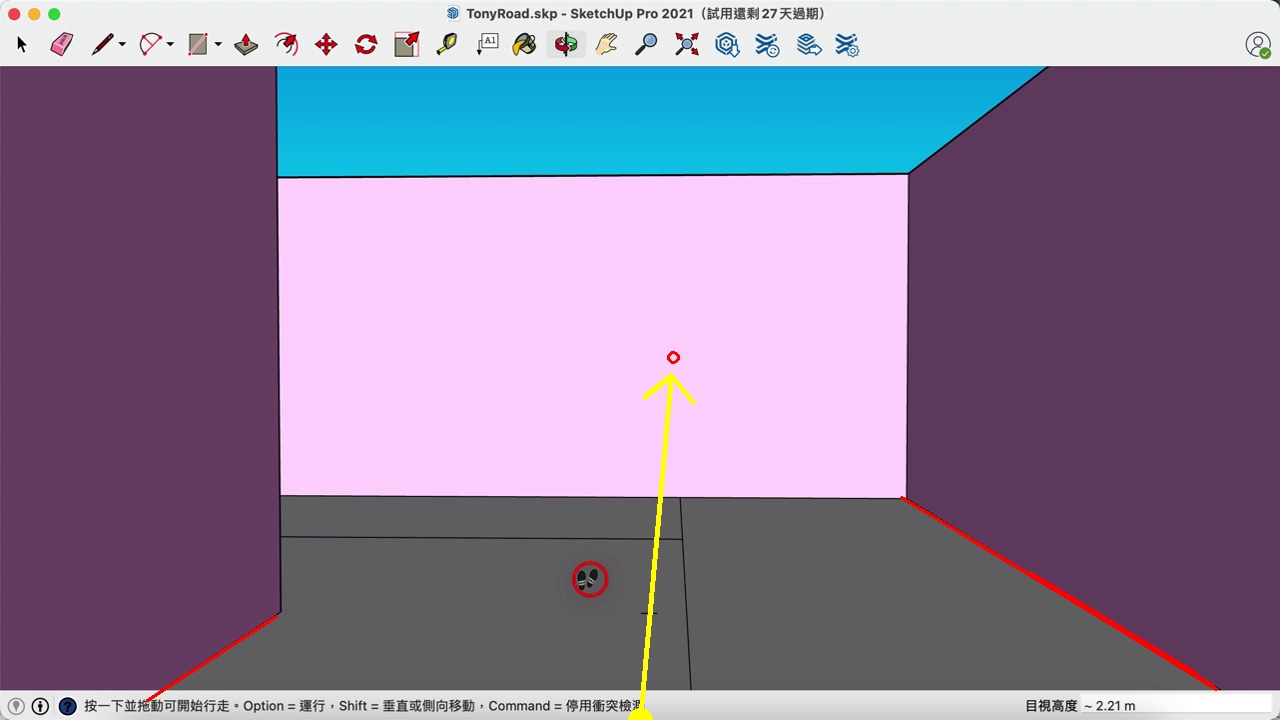 TonyRoad.skp - SketchUp Pro 2021（試用還剩 27 天過期）
A1
按一下並拖動可開始行走。Option = 運行，Shift = 垂直或側向移動，Command = 停用衝突檢測
目視高度 ~ 2.21 m